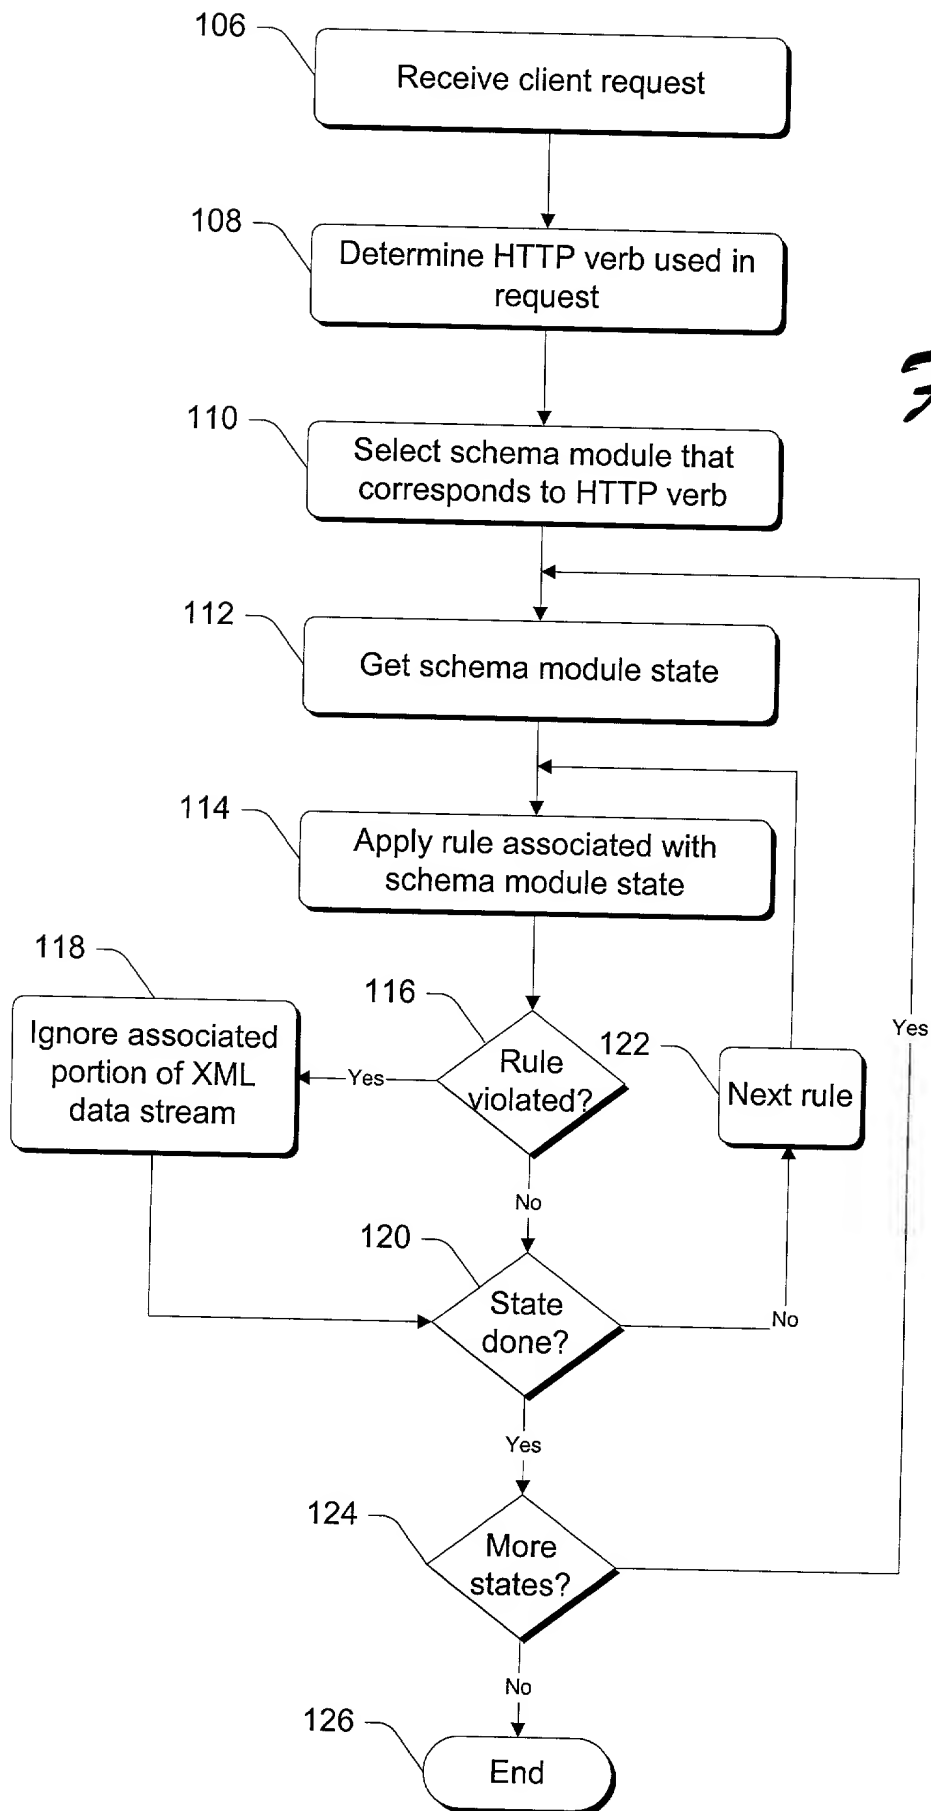 106
Receive client request
108
Determine HTTP verb used in
request
110
Select schema module that
corresponds to HTTP verb
112
Get schema module state
114
Apply rule associated with
schema module state
118
Ignore associated
portion of XML
data stream
Yes
116
Rule
violated?
122
Next rule
Yes
No
120
State
done?
No
Yes
124
More
states?
No
126
End